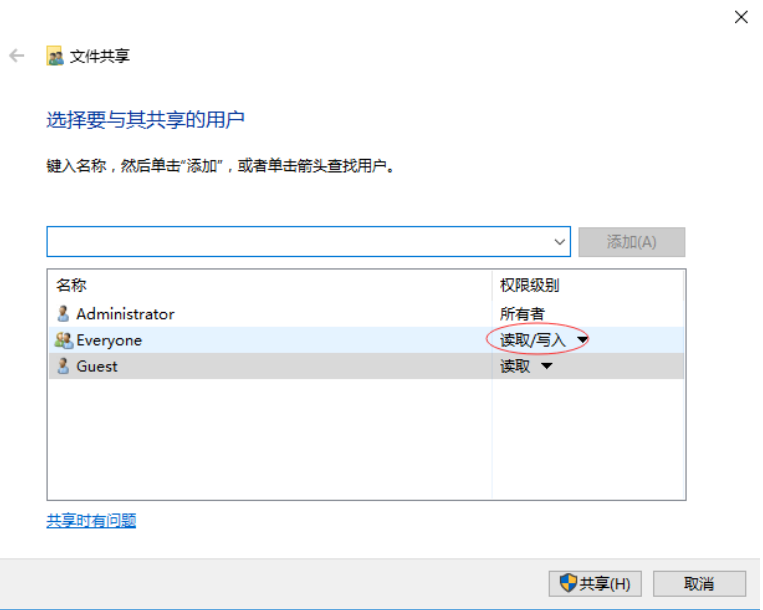 文件共享
选择要与其共享的用户
键入名称，然后单击"添加"，或者单击箭头查找用户。
添加(A)
名称 权限级别
Administrator 所有者
Everyone 读取/写入
Guest 读取
共享时有问题
共享(H) 取消